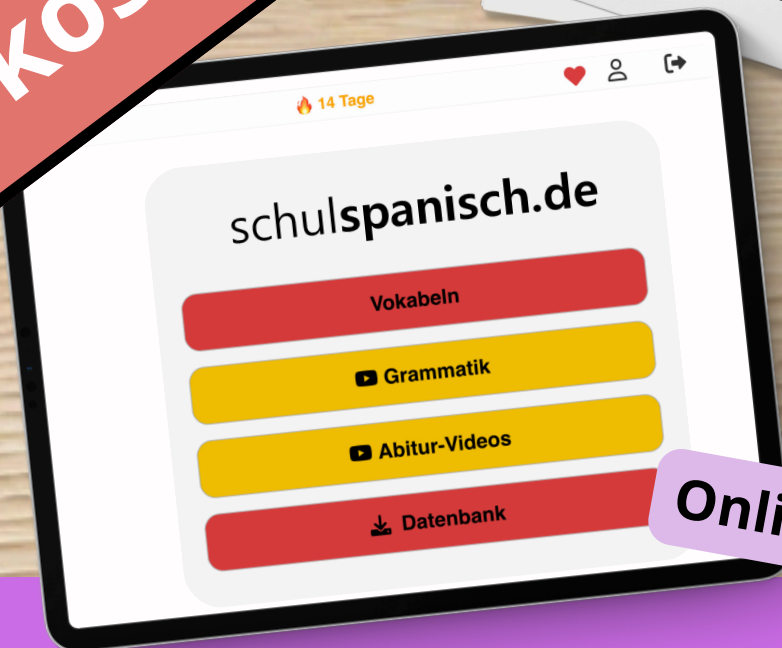 14 Tage
schulspanisch.de
Vokabeln
Grammatik
Abitur-Videos
Datenbank